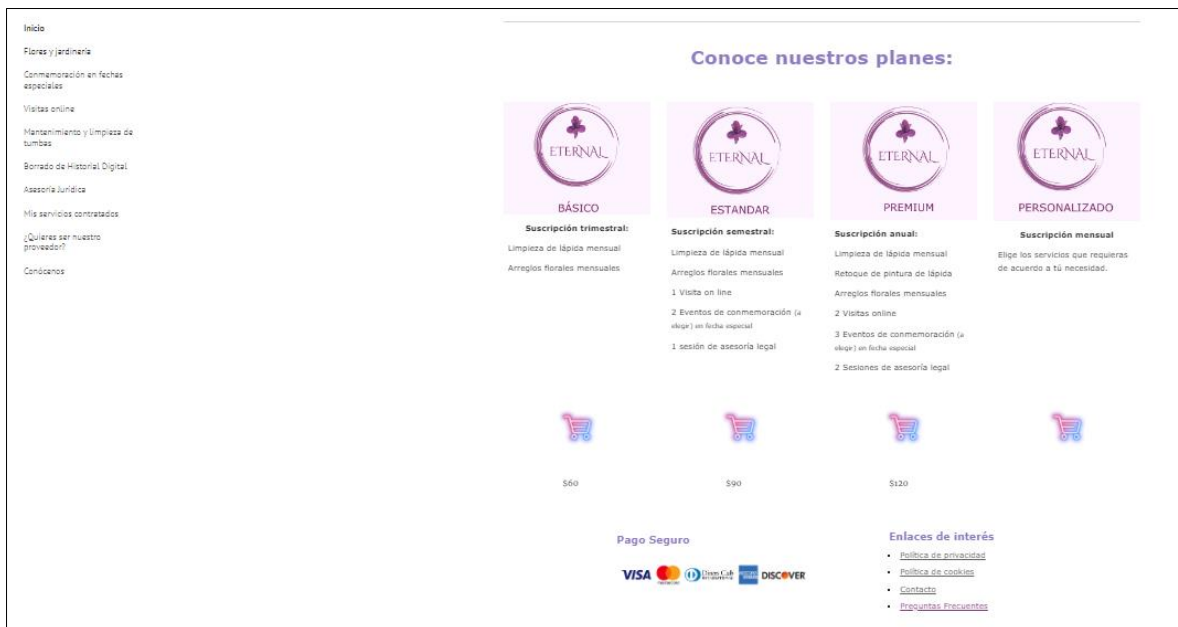 Inicio
Flores y jardinería
Conmemoración en fechas
especiales
Visitas online
Mantenimiento y limpieza de
tumbas
Borrado de Historial Digital
Asesoría Jurídica
Mis servicios contratados
¿Quieres ser nuestro
proveedor?
Conócenos
Conoce nuestros planes:
ETERNAL
BÁSICO
Suscripción trimestral:
Limpieza de lápida mensual
Arreglos florales mensuales
$60
ETERNAL
ESTANDAR
Suscripción semestral:
Limpieza de lápida mensual
Arreglos florales mensuales
1 Visita on line
2 Eventos de conmemoración (a
elegir) en fecha especial
1 sesión de asesoría legal
$90
ETERNAL
PREMIUM
Suscripción anual:
Limpieza de lápida mensual
Retoque de pintura de lápida
Arreglos florales mensuales
2 Visitas online
3 Eventos de conmemoración (a
elegir) en fecha especial
2 Sesiones de asesoría legal
$120
ETERNAL
PERSONALIZADO
Suscripción mensual
Elige los servicios que requieras
de acuerdo a tú necesidad.
Pago Seguro
VISA
Diners Club
DISCOVER
Enlaces de interés
Política de privacidad
Política de cookies
Contacto
Preguntas Frecuentes